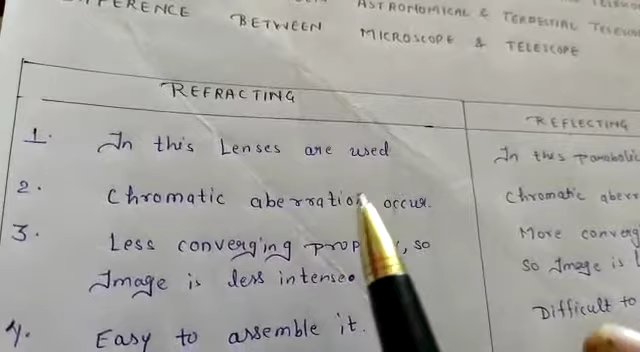 ASTRONOMICAL & TERRESTIAL
BETWEEN MICROSCOPE & TELESCOPE
REFRACTING
REFLECTING
1. In this Lenses are used
In this
2. Chromatic aberration occur.
Chromatic
3. Less converging so
More
Image is less intense
so Image is
4. Easy to assemble it.
Difficult to